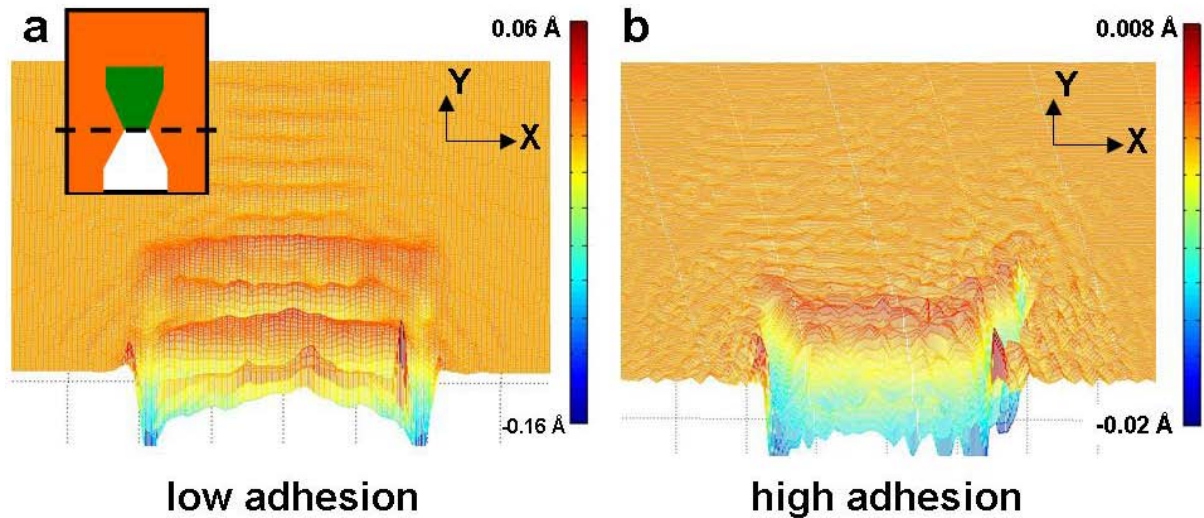 a
0.06 Å
Y
X
-0.16 Å
low adhesion
b
0.008 Å
Y
X
-0.02 Å
high adhesion